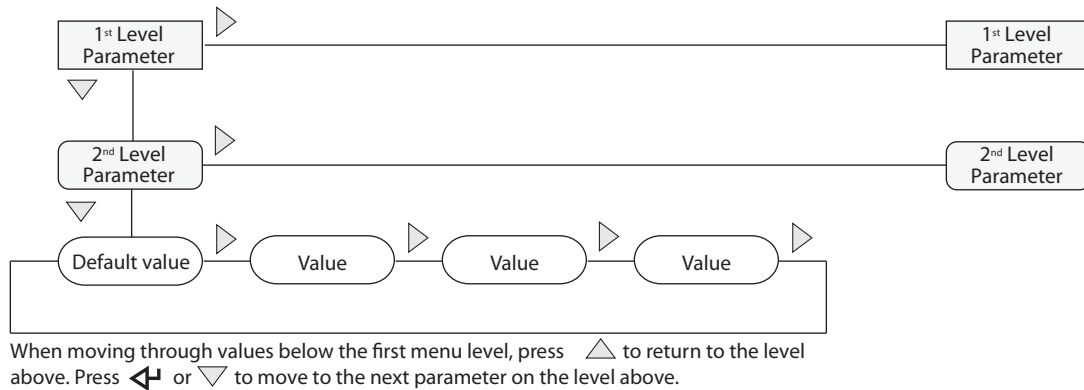 1st Level
Parameter
1st Level
Parameter
2nd Level
Parameter
2nd Level
Parameter
Default value
Value
Value
Value
When moving through values below the first menu level, press to return to the level
above. Press or to move to the next parameter on the level above.